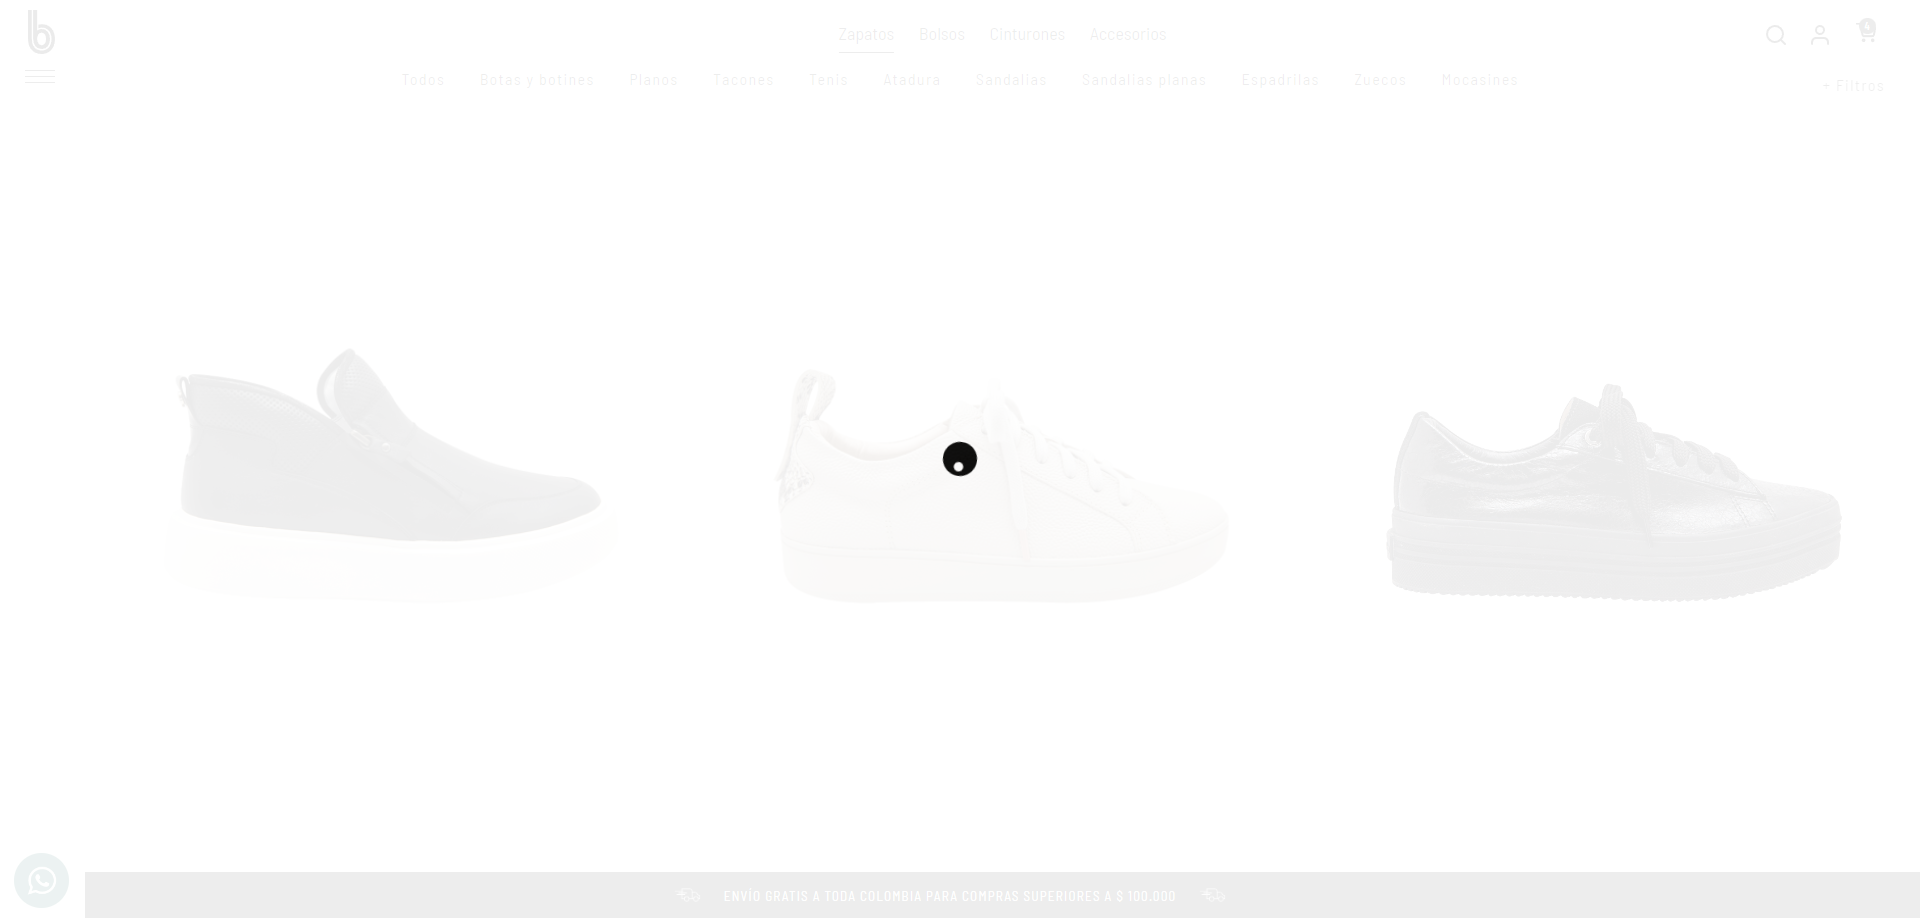 b
Zapatos Bolsos Cinturones Accesorios
Todos Botas y botines Planos Tacones Tenis Atadura Sandalias Sandalias planas Espadrilas Zuecos Mocasines
+ Filtros
ENVÍO GRATIS A TODA COLOMBIA PARA COMPRAS SUPERIORES A $ 100.000